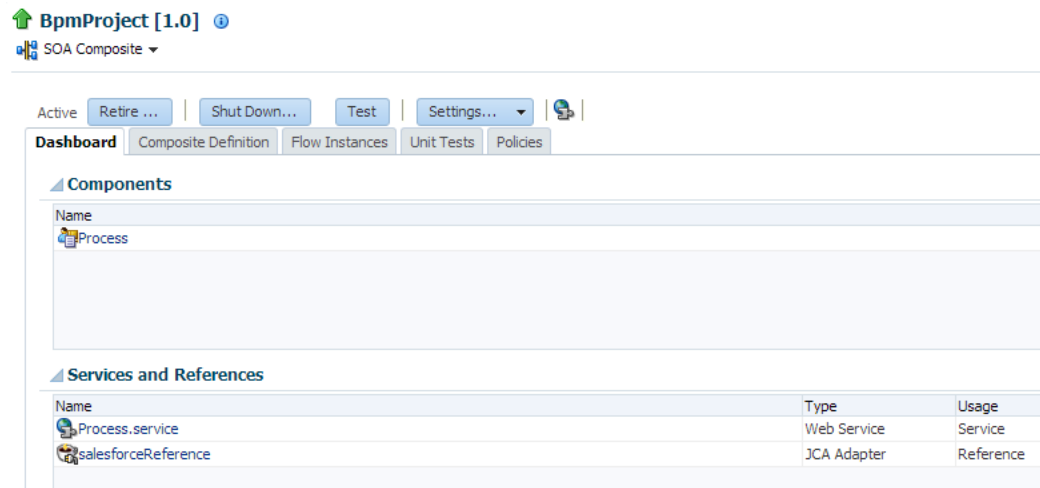 BpmProject [1.0]
SOA Composite
Active Retire ... Shut Down... Test Settings...
Dashboard Composite Definition Flow Instances Unit Tests Policies
Components
Name
Process
Services and References
Name Type Usage
Process.service Web Service Service
salesforceReference JCA Adapter Reference